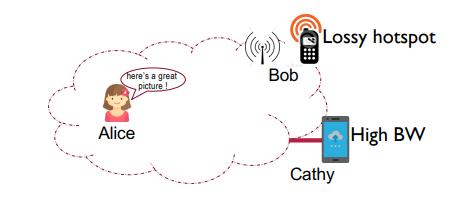 Lossy hotspot
Bob
here's a great
picture !
Alice
High BW
Cathy